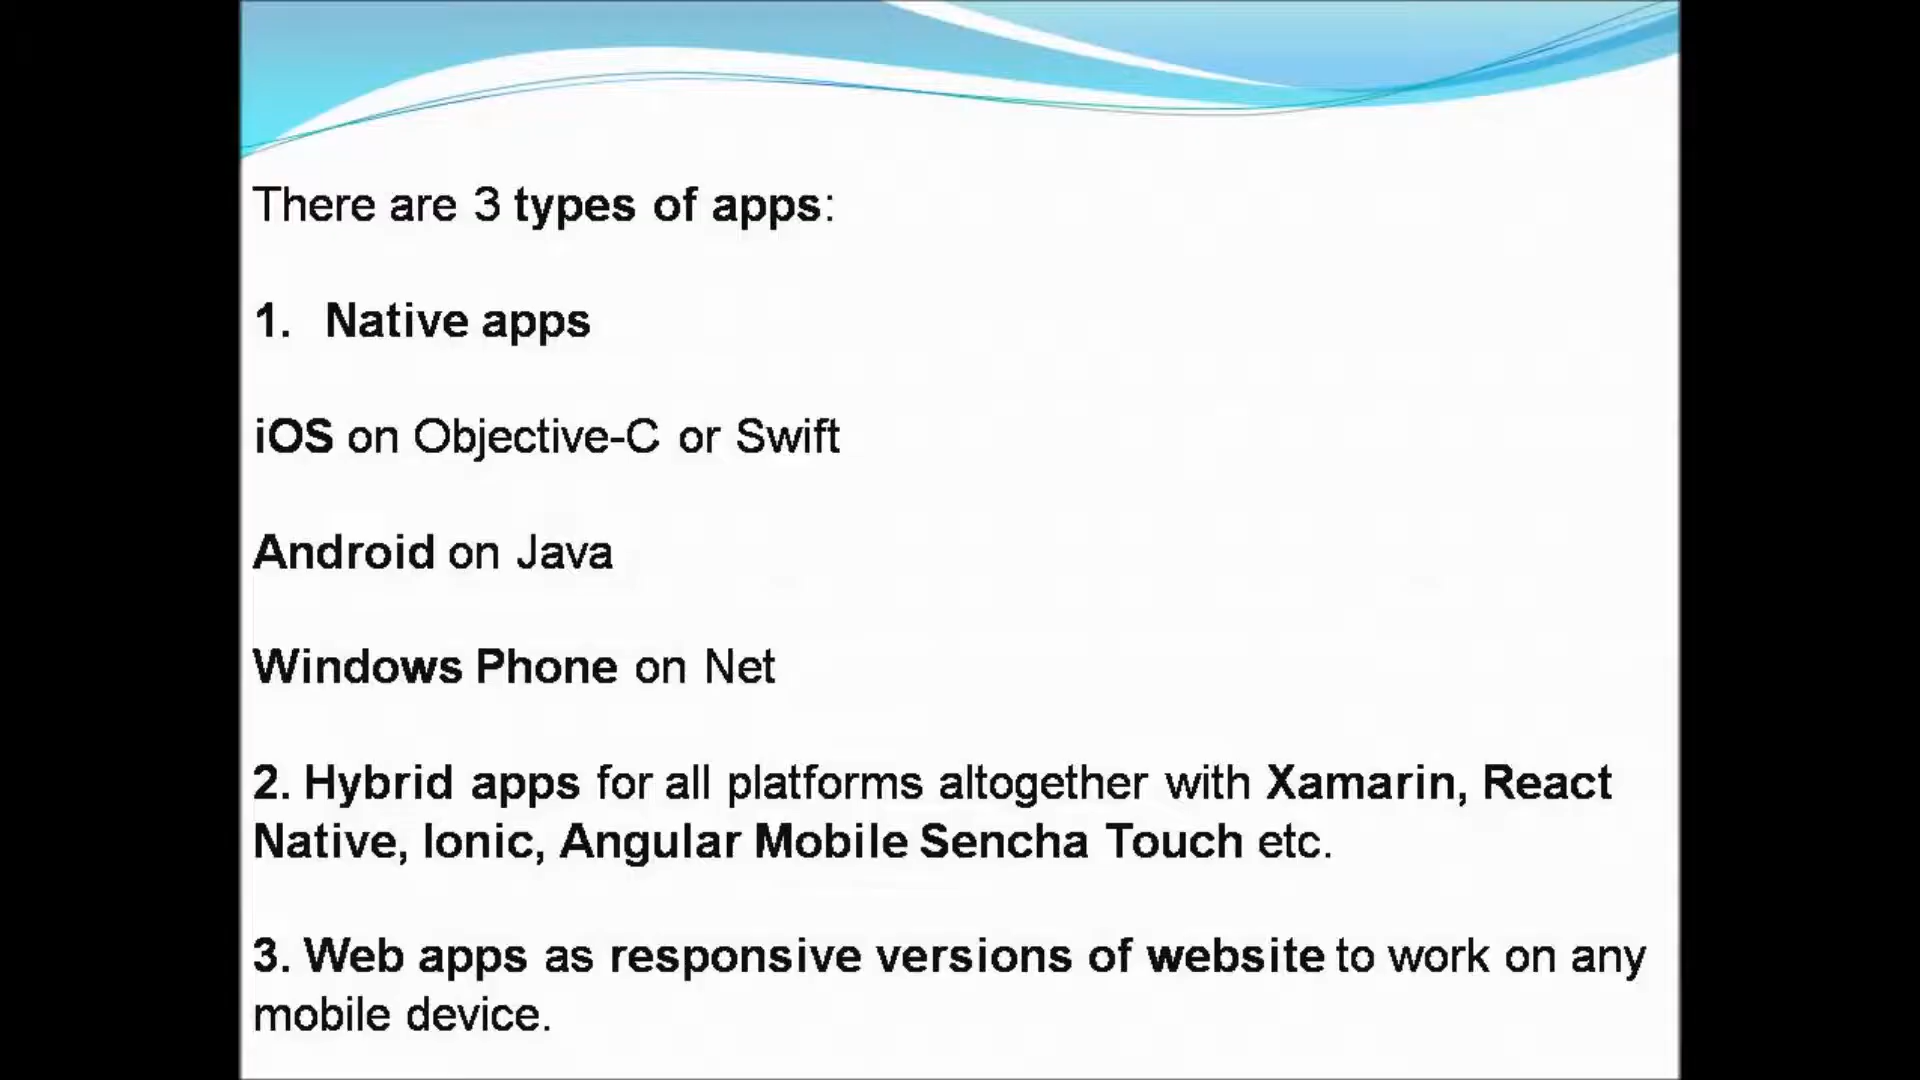 There are 3 types of apps:
1. Native apps
iOS on Objective-C or Swift
Android on Java
Windows Phone on Net
2. Hybrid apps for all platforms altogether with Xamarin, React
Native, Ionic, Angular Mobile Sencha Touch etc.
3. Web apps as responsive versions of website to work on any
mobile device.